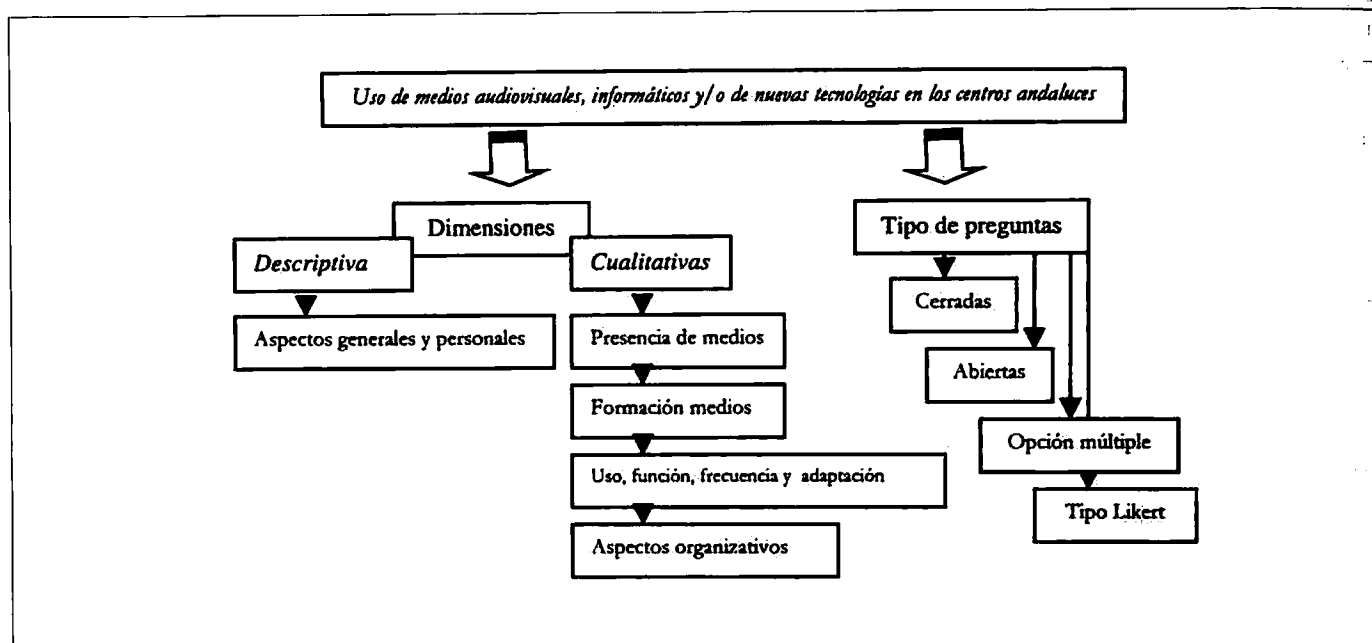 Uso de medios audiovisuales, informáticos y/o de nuevas tecnologías en los centros andaluces
Dimensiones
Descriptiva
Cualitativas
Aspectos generales y personales
Presencia de medios
Formación medios
Uso, función, frecuencia y adaptación
Aspectos organizativos
Tipo de preguntas
Cerradas
Abiertas
Opción múltiple
Tipo Likert